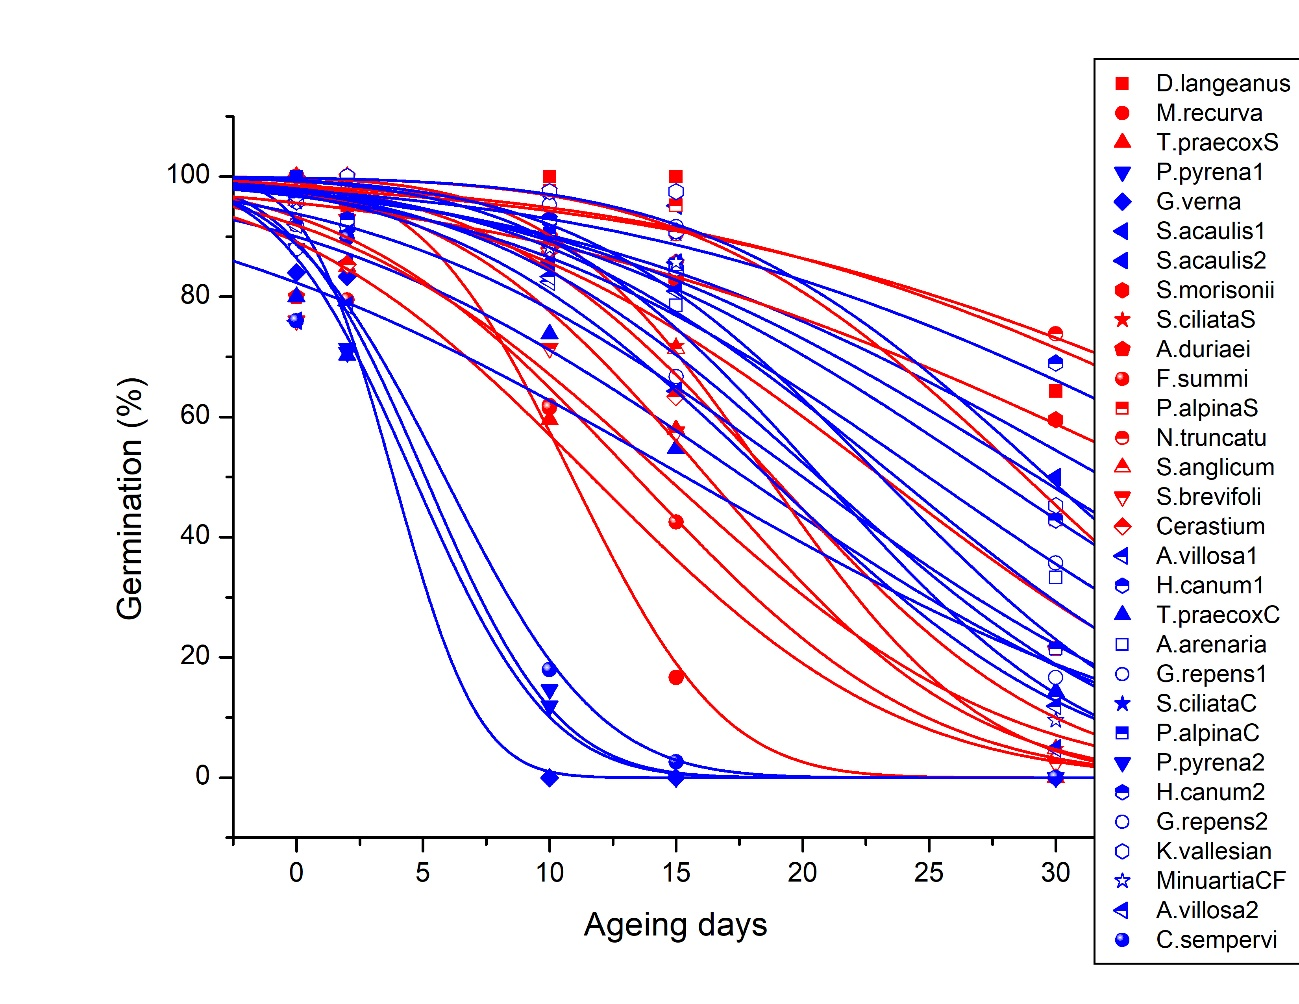 100
80
60
40
20
0
Germination (%)
0 5 10 15 20 25 30
Ageing days
D.langeanus
M.recurva
T.praecoxS
P.pyrena1
G.verna
S.acaulis1
S.acaulis2
S.morisonii
S.ciliataS
A.duriaei
F.summi
P.alpinaS
N.truncatu
S.anglicum
S.brevifoli
Cerastium
A.villosa1
H.canum1
T.praecoxC
A.arenaria
G.repens1
S.ciliataC
P.alpinaC
P.pyrena2
H.canum2
G.repens2
K.vallesian
MinuartiaCF
A.villosa2
C.sempervi